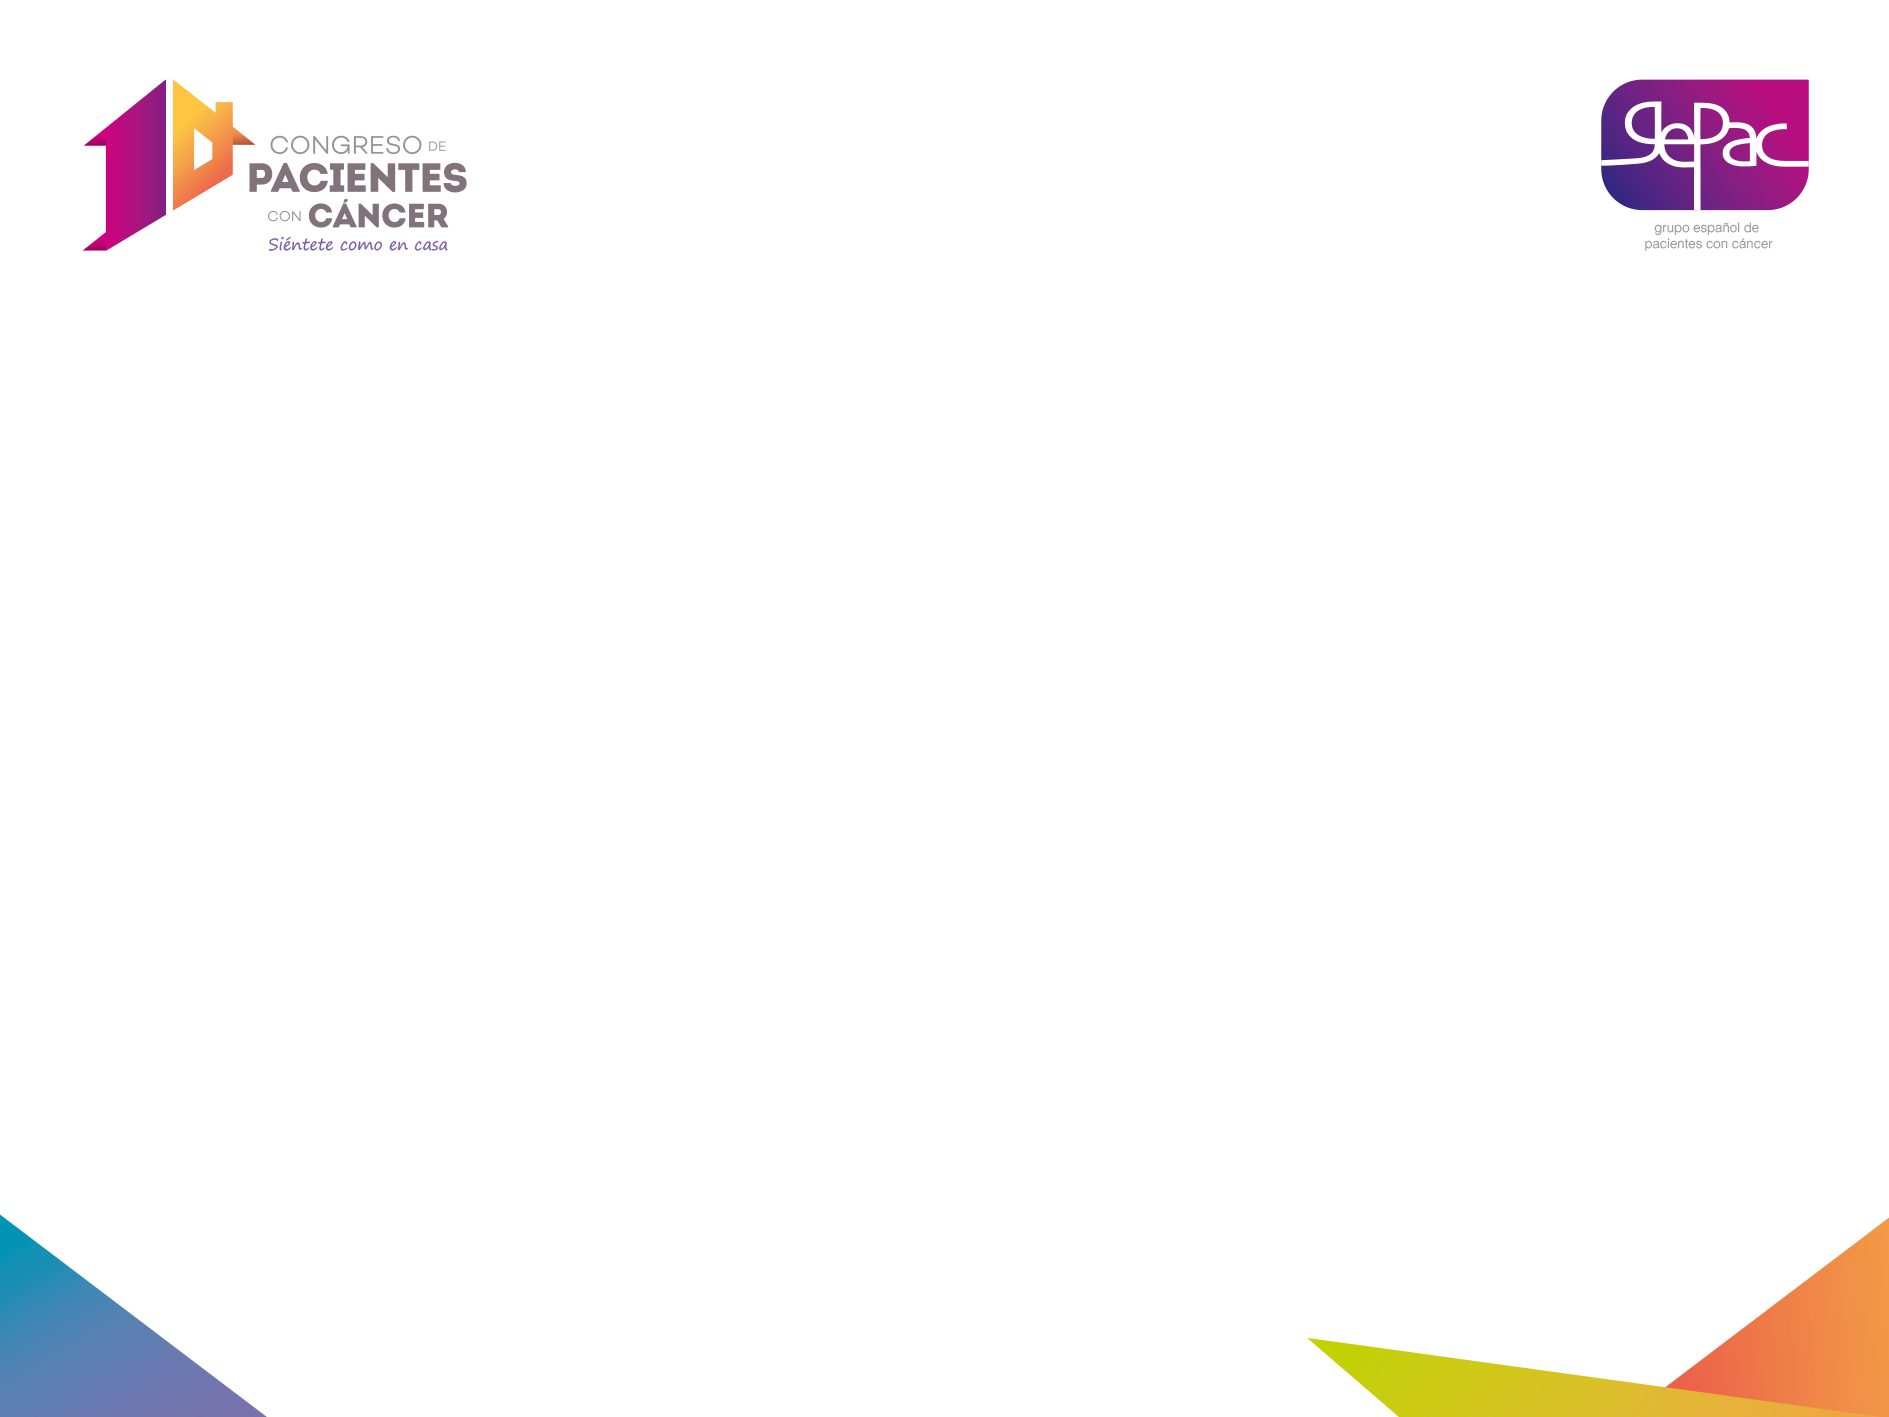 CONGRESO DE
PACIENTES
CON CÁNCER
Siéntete como en casa
gepac
grupo español de
pacientes con cáncer